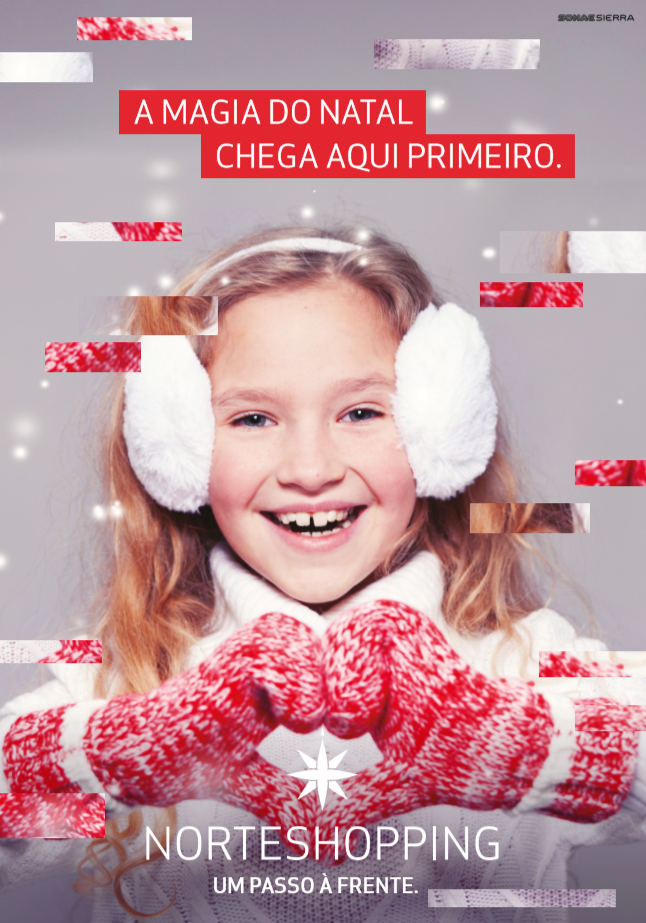 SONAE SIERRA
A MAGIA DO NATAL
CHEGA AQUI PRIMEIRO.
NORTESHOPPING
UM PASSO À FRENTE.